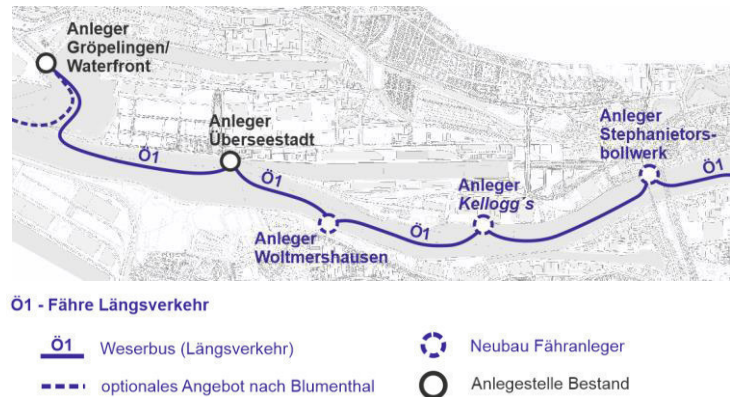 Anleger
Gröpelingen/
Waterfront
Anleger
Überseestadt
Anleger
Stephanietors-
bollwerk
Ö1
Ö1
Ö1
Anleger
Kellogg´s
Ö1
Anleger
Woltmershausen
Ö1 - Fähre Längsverkehr
Ö1 Weserbus (Längsverkehr)
Neubau Fähranleger
optionales Angebot nach Blumenthal
Anlegestelle Bestand